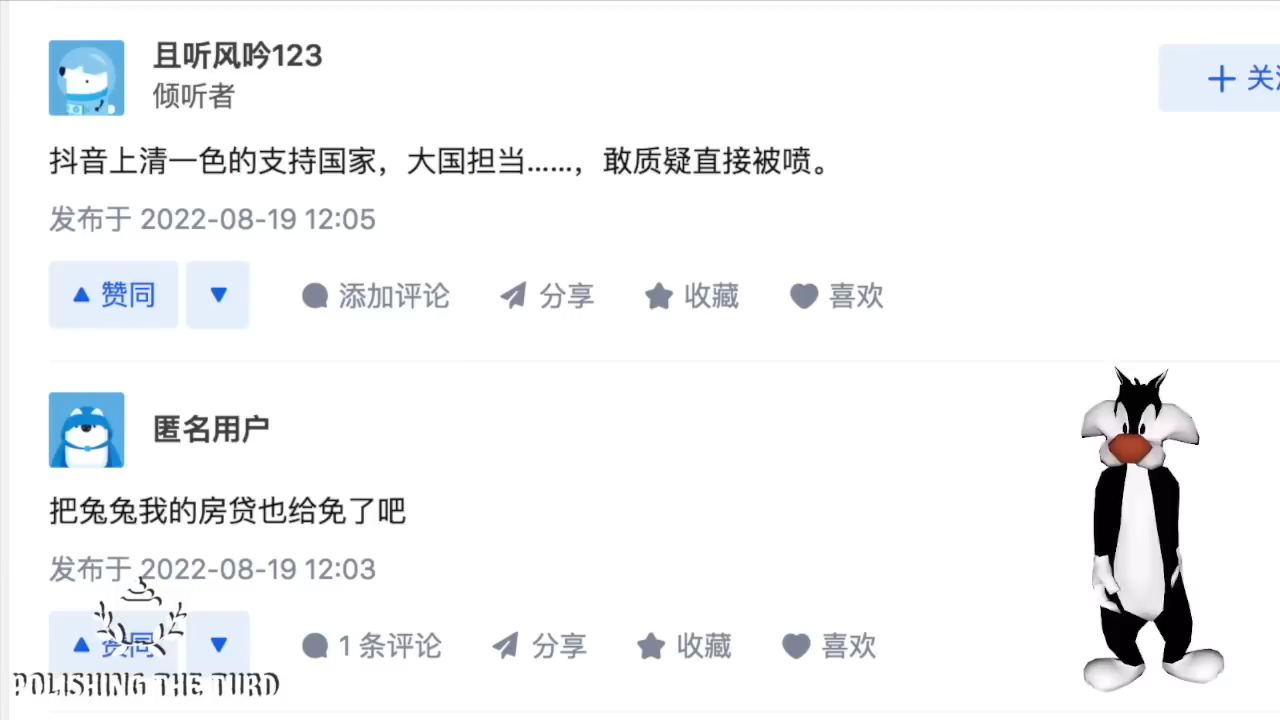 且听风吟123
倾听者
+ 关
抖音上清一色的支持国家，大国担当……，敢质疑直接被喷。
发布于 2022-08-19 12:05
▲ 赞同 ▼ 添加评论 分享 收藏 喜欢
匿名用户
把兔兔我的房贷也给免了吧
发布于 2022-08-19 12:03
▲ 赞同 ▼ 1 条评论 分享 收藏 喜欢
POLISHING THE TURD